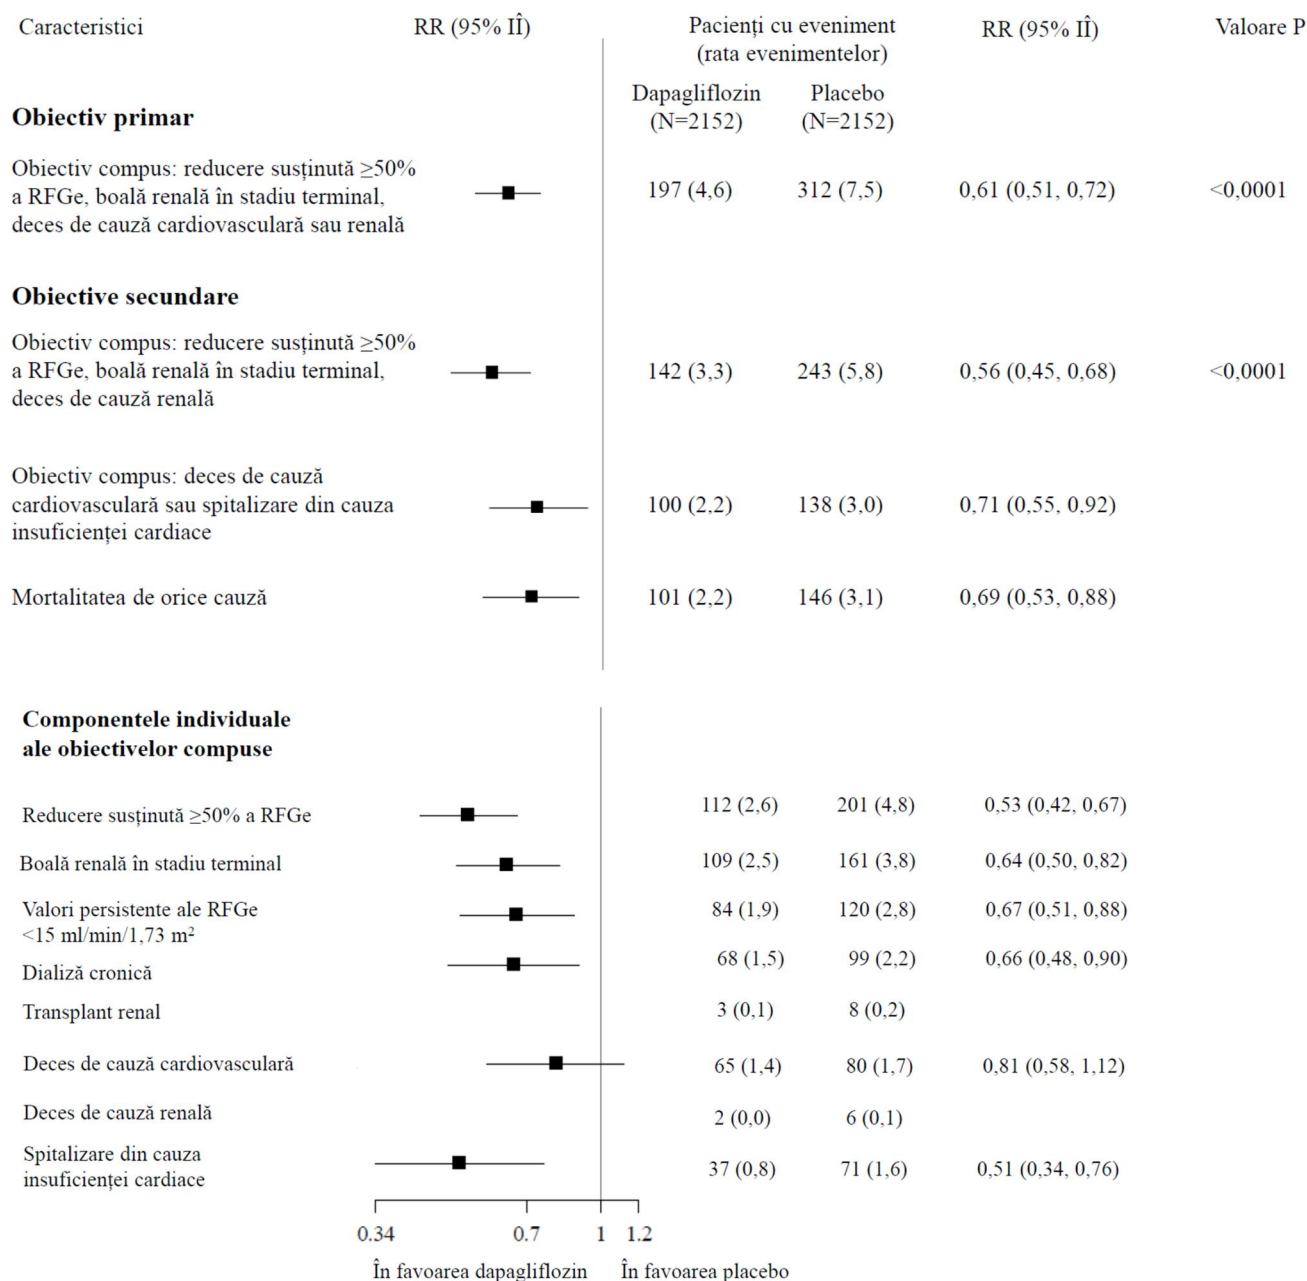 Caracteristici RR (95% IÎ) Pacienți cu eveniment RR (95% IÎ) Valoare P
(rata evenimentelor)
Dapagliflozin Placebo
Obiectiv primar (N=2152) (N=2152)
Obiectiv compus: reducere susținută ≥50%
a RFGe, boală renală în stadiu terminal, 197 (4,6) 312 (7,5) 0,61 (0,51, 0,72) <0,0001
deces de cauză cardiovasculară sau renală
Obiective secundare
Obiectiv compus: reducere susținută ≥50%
a RFGe, boală renală în stadiu terminal, 142 (3,3) 243 (5,8) 0,56 (0,45, 0,68) <0,0001
deces de cauză renală
Obiectiv compus: deces de cauză
cardiovasculară sau spitalizare din cauza 100 (2,2) 138 (3.0) 0,71 (0,55, 0,92)
insuficienței cardiace
Mortalitatea de orice cauză 101 (2,2) 146 (3,1) 0,69 (0,53, 0,88)
Componentele individuale
ale obiectivelor compuse
Reducere susținută ≥50% a RFGe 112 (2,6) 201 (4,8) 0,53 (0,42, 0,67)
Boală renală în stadiu terminal 109 (2,5) 161 (3,8) 0,64 (0,50, 0,82)
Valori persistente ale RFGe 84 (1,9) 120 (2,8) 0,67 (0,51, 0,88)
<15 ml/min/1,73 m²
Dializă cronică 68 (1,5) 99 (2,2) 0,66 (0,48, 0,90)
Transplant renal 3 (0,1) 8 (0,2)
Deces de cauză cardiovasculară 65 (1,4) 80 (1,7) 0,81 (0,58, 1,12)
Deces de cauză renală 2 (0,0) 6 (0,1)
Spitalizare din cauza
insuficienței cardiace 37 (0,8) 71 (1,6) 0,51 (0,34, 0,76)
0.34 0.7 1 1.2
În favoarea dapagliflozin În favoarea placebo